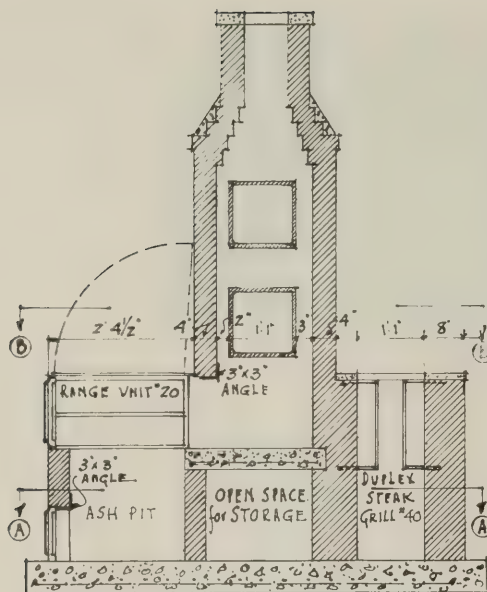 2' 4½"
4"
2"
1'1"
3"
4"
1'1"
8"
B
RANGE UNIT #20
3"x3"
ANGLE
3"x3"
ANGLE
DUPLEX
STEAK
GRILL #40
OPEN SPACE
for STORAGE
ASH PIT
A
A